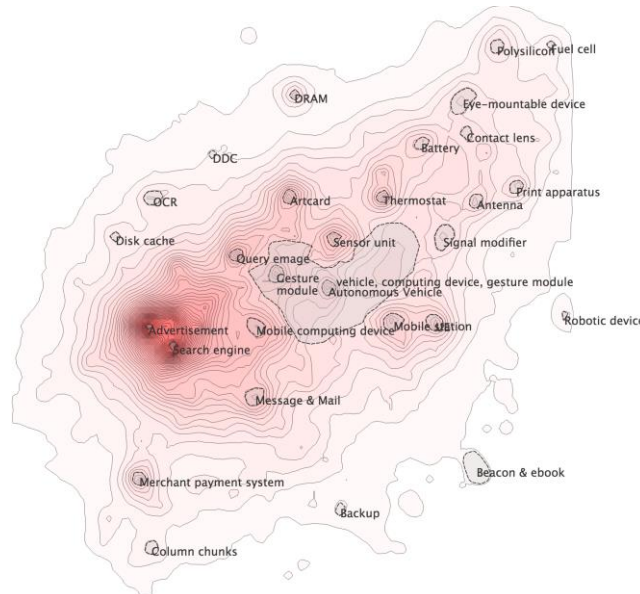 Polysilicon
Fuel cell
DRAM
Eye-mountable device
Contact lens
Battery
DDC
Print apparatus
OCR
Artcard
Thermostat
Antenna
Disk cache
Sensor unit
Signal modifier
Query emage
Gesture
module
vehicle, computing device, gesture module
Autonomous Vehicle
Robotic device
Advertisement
Mobile computing device
Mobile station
Search engine
Message & Mail
Beacon & ebook
Merchant payment system
Backup
Column chunks